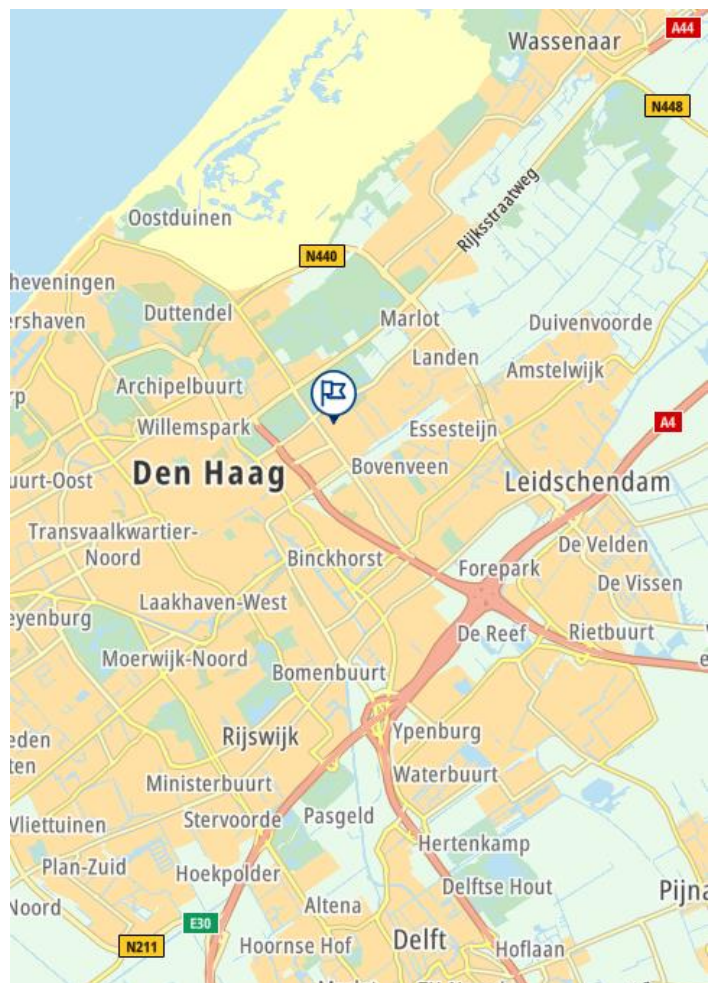 A44
Wassenaar
N448
Rijksstraatweg
Oostduinen
N440
heveningen
Duttendel
Marlot
ershaven
Duivenvoorde
Landen
Amstelwijk
Archipelbuurt
rp
Willemspark
A4
Essesteijn
Bovenveen
Den Haag
uurt-Oost
Leidschendam
Transvaalkwartier-
Noord
De Velden
Binckhorst
Forepark
De Vissen
Laakhaven-West
eyenburg
De Reef
Rietbuurt
Moerwijk-Noord
e
Bomenbuurt
Rijswijk
Ypenburg
eden
ten
Waterbuurt
Ministerbuurt
Stervoorde
Pasgeld
Vliettuinen
Hertenkamp
Plan-Zuid
Hoekpolder
Delftse Hout
Pijna
Noord
Altena
E30
N211
Hoornse Hof
Delft
Hoflaan